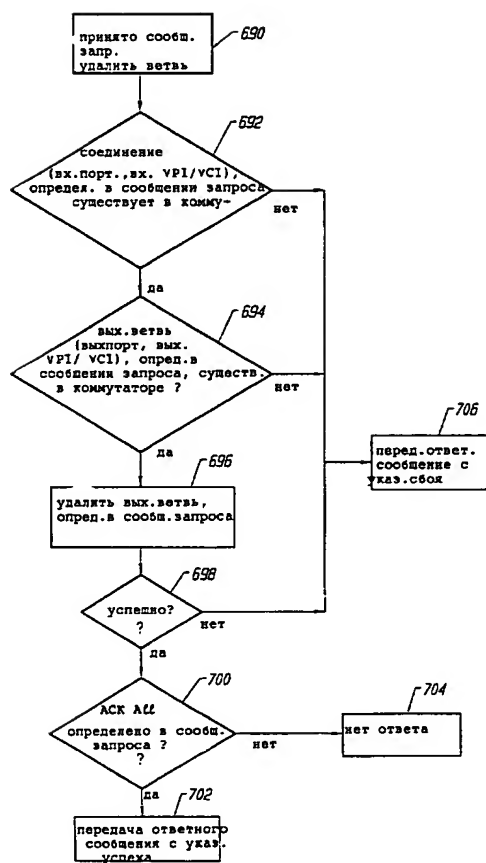 690
принято сообщ.
запр.
удалить ветвь
692
соединение
(вх.порт.,вх. VPI/VCI),
определ. в сообщении запроса
существует в комму-
нет
да
694
вых.ветвь
(выхпорт, вых.
VPI/ VCI), опред.в
сообщении запроса, существ.
в коммутаторе ?
нет
да
696
удалить вых.ветвь,
опред.в сообщ.запроса
706
перед.ответ.
сообщение с
каз.сбоя
698
успешно?
?
нет
да
700
ACK All
определено в сообщ.
запроса ?
?
нет
да
704
нет ответа
702
передача ответного
сообщения с указ.
успеха